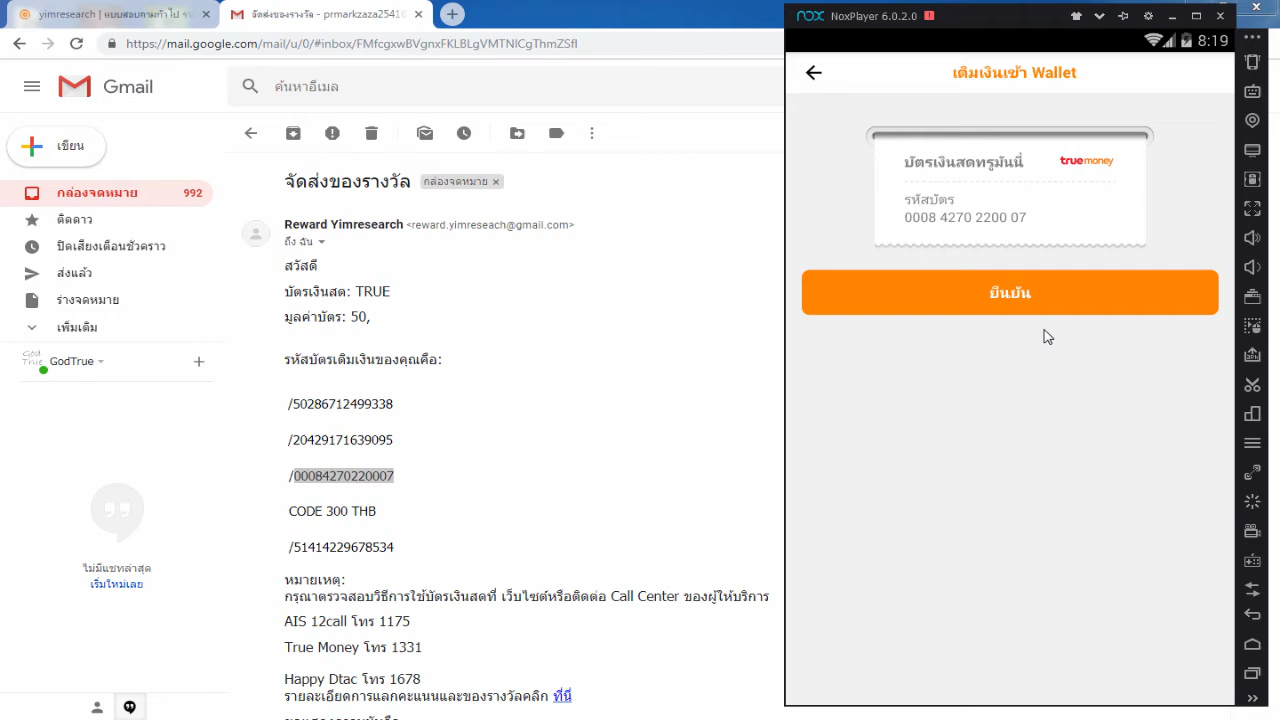 yimresearch | แบบสอบถามทั่วไป รา
จัดส่งของรางวัล - prmarkzaza25416
https://mail.google.com/mail/u/0/#inbox/FMfcgxwBVgnxFKLBLgVMTNlCgThmZSfl
Gmail
ค้นหาอีเมล
เขียน
กล่องจดหมาย 992
ติดดาว
ปิดเสียงเตือนชั่วคราว
ส่งแล้ว
ร่างจดหมาย
เพิ่มเติม
God True
GodTrue
ไม่มีแชทล่าสุด
เริ่มใหม่เลย
จัดส่งของรางวัล กล่องจดหมาย x
Reward Yimresearch <reward.yimreseach@gmail.com>
ถึง ฉัน
สวัสดี
บัตรเงินสด: TRUE
มูลค่าบัตร: 50,
รหัสบัตรเติมเงินของคุณคือ:
/50286712499338
/20429171639095
/00084270220007
CODE 300 THB
/51414229678534
หมายเหตุ:
กรุณาตรวจสอบวิธีการใช้บัตรเงินสดที่ เว็บไซต์หรือติดต่อ Call Center ของผู้ให้บริการ
AIS 12call โทร 1175
True Money โทร 1331
Happy Dtac โทร 1678
รายละเอียดการแลกคะแนนและของรางวัลคลิก ที่นี่
nox NoxPlayer 6.0.2.0
8:19
เติมเงินเข้า Wallet
บัตรเงินสดทรูมันนี่ truemoney
รหัสบัตร
0008 4270 2200 07
ยืนยัน